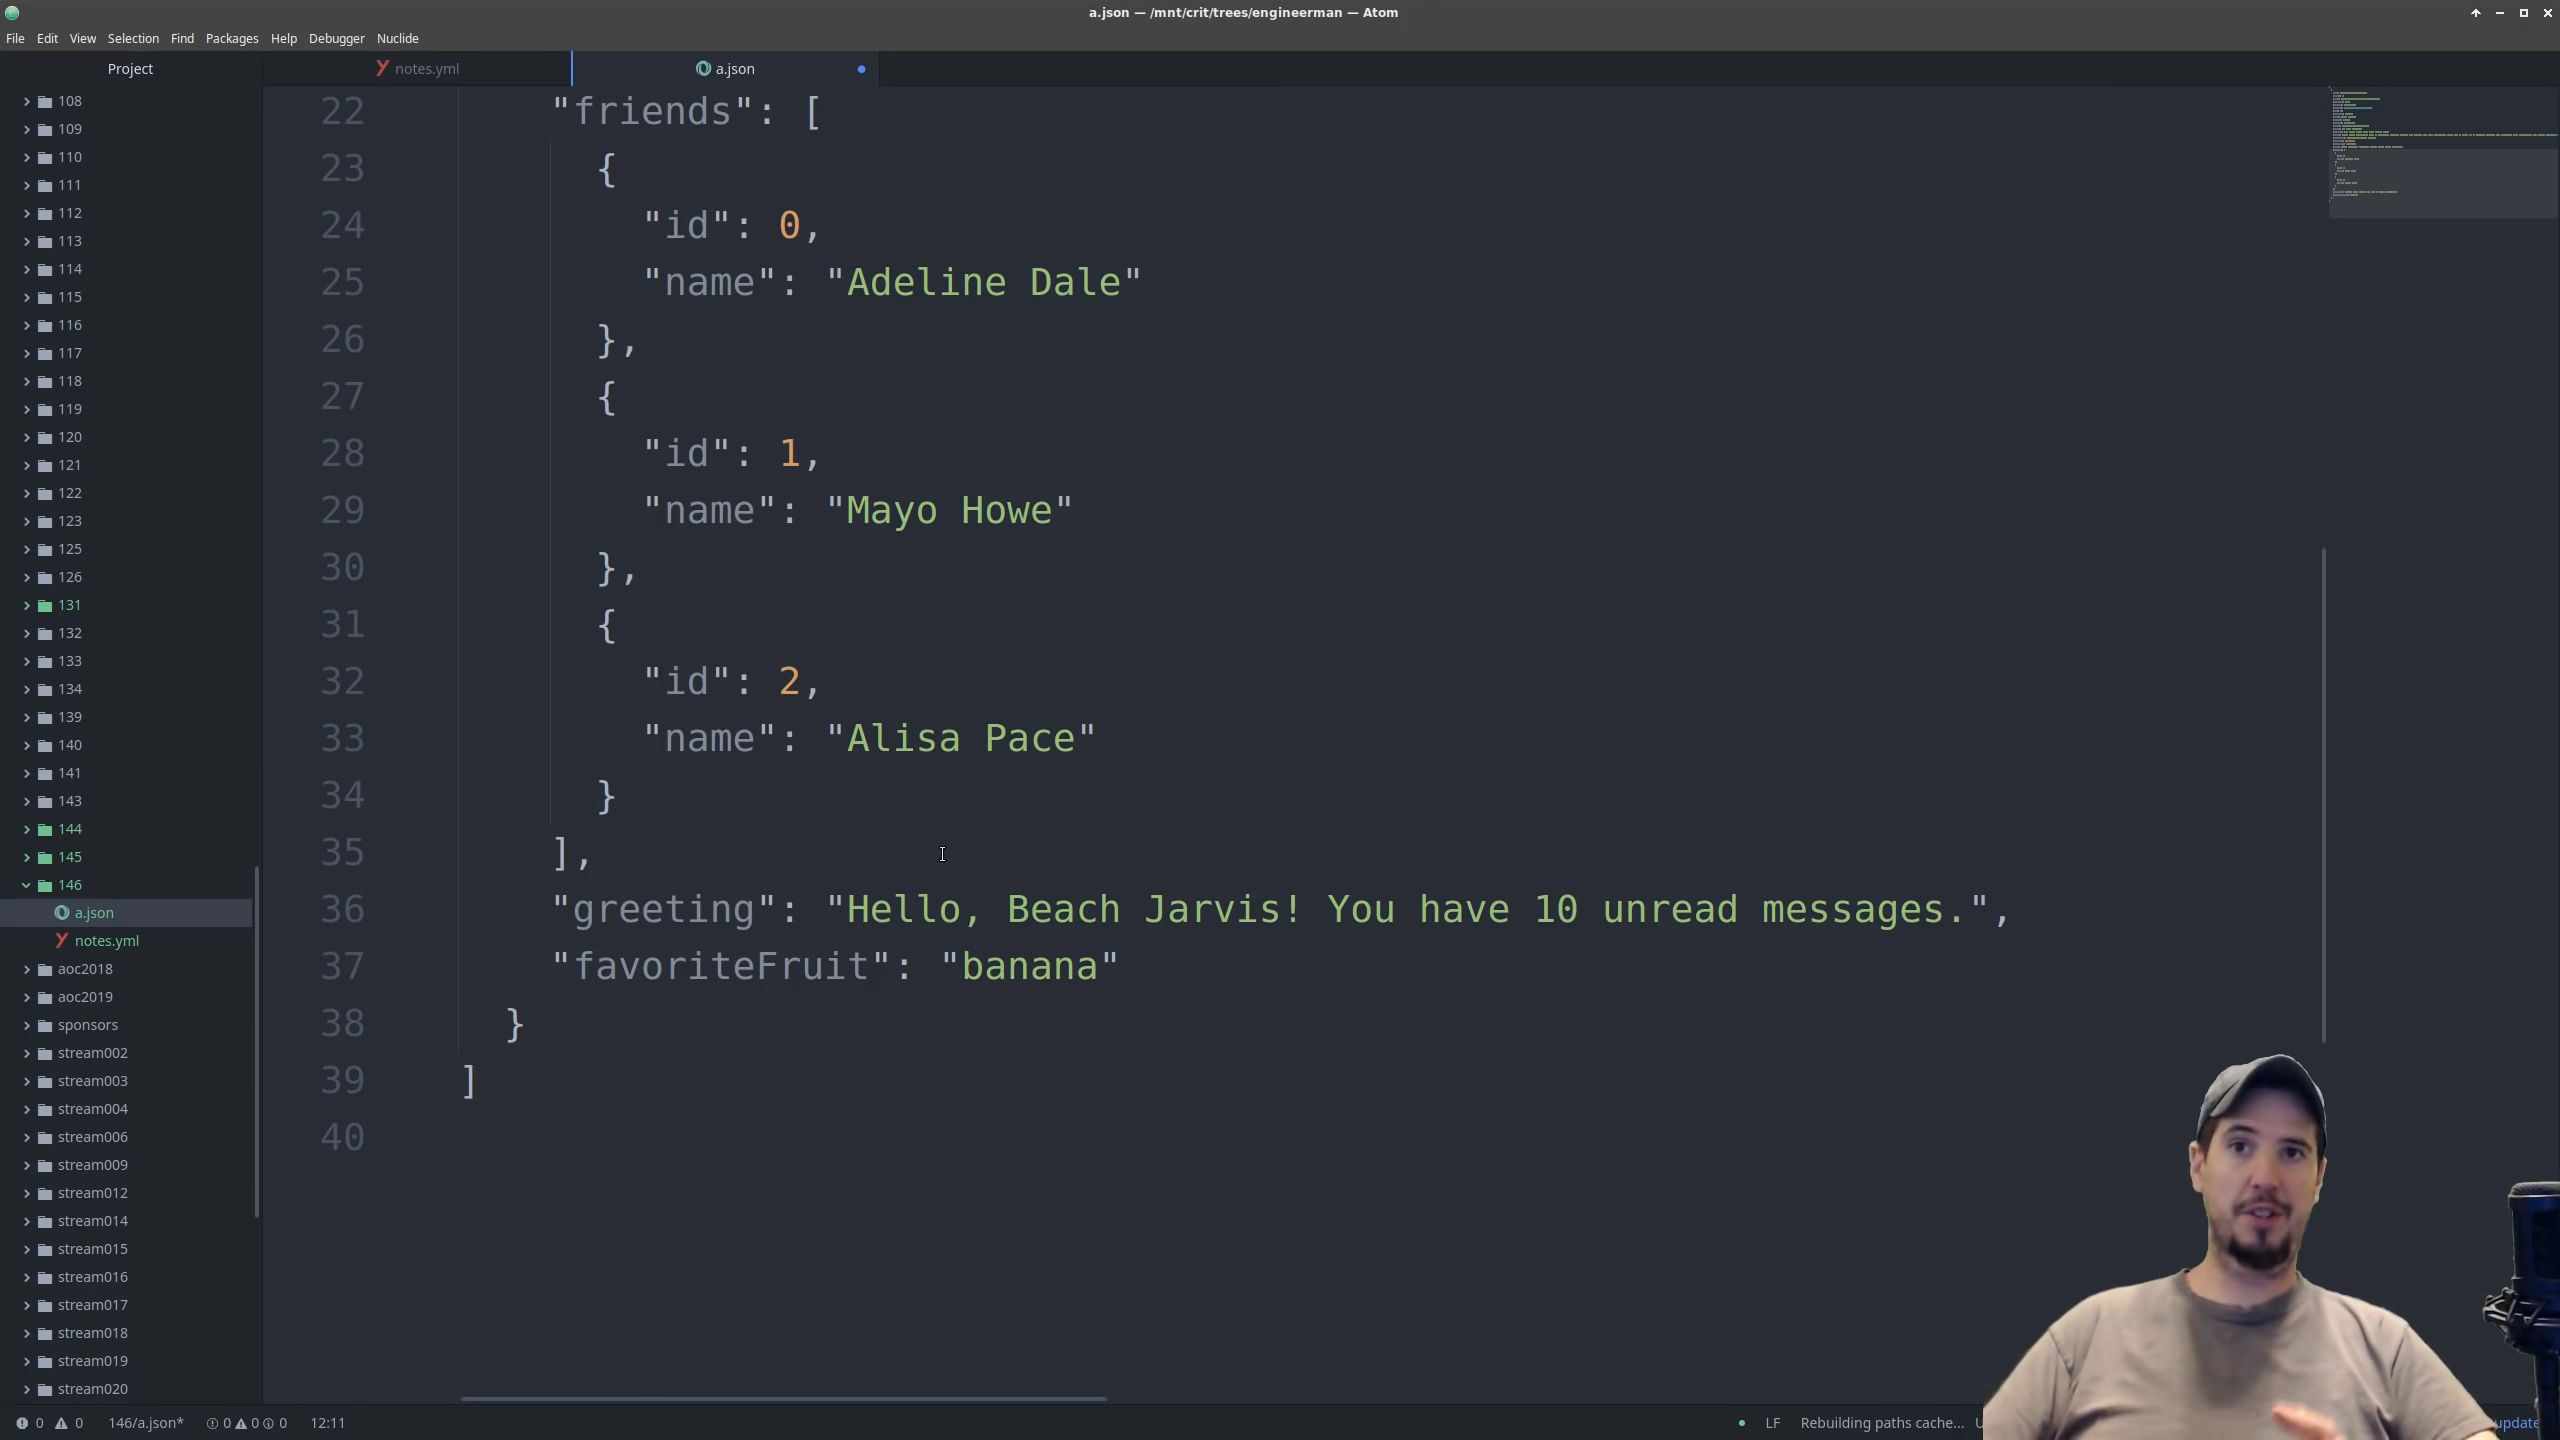 a.json — /mnt/crit/trees/engineerman — Atom
File Edit View Selection Find Packages Help Debugger Nuclide
Project
notes.yml
a.json
108
109
110
111
112
113
114
115
116
117
118
119
120
121
122
123
125
126
131
132
133
134
139
140
141
143
144
145
146
a.json
notes.yml
aoc2018
aoc2019
sponsors
stream002
stream003
stream004
stream006
stream009
stream012
stream014
stream015
stream016
stream017
stream018
stream019
stream020
22 "friends": [
23 {
24 "id": 0,
25 "name": "Adeline Dale"
26 },
27 {
28 "id": 1,
29 "name": "Mayo Howe"
30 },
31 {
32 "id": 2,
33 "name": "Alisa Pace"
34 }
35 ],
36 "greeting": "Hello, Beach Jarvis! You have 10 unread messages.",
37 "favoriteFruit": "banana"
38 }
39 ]
40
0 0 146/a.json* 0 0 0 12:11 LF Rebuilding paths cache... U update